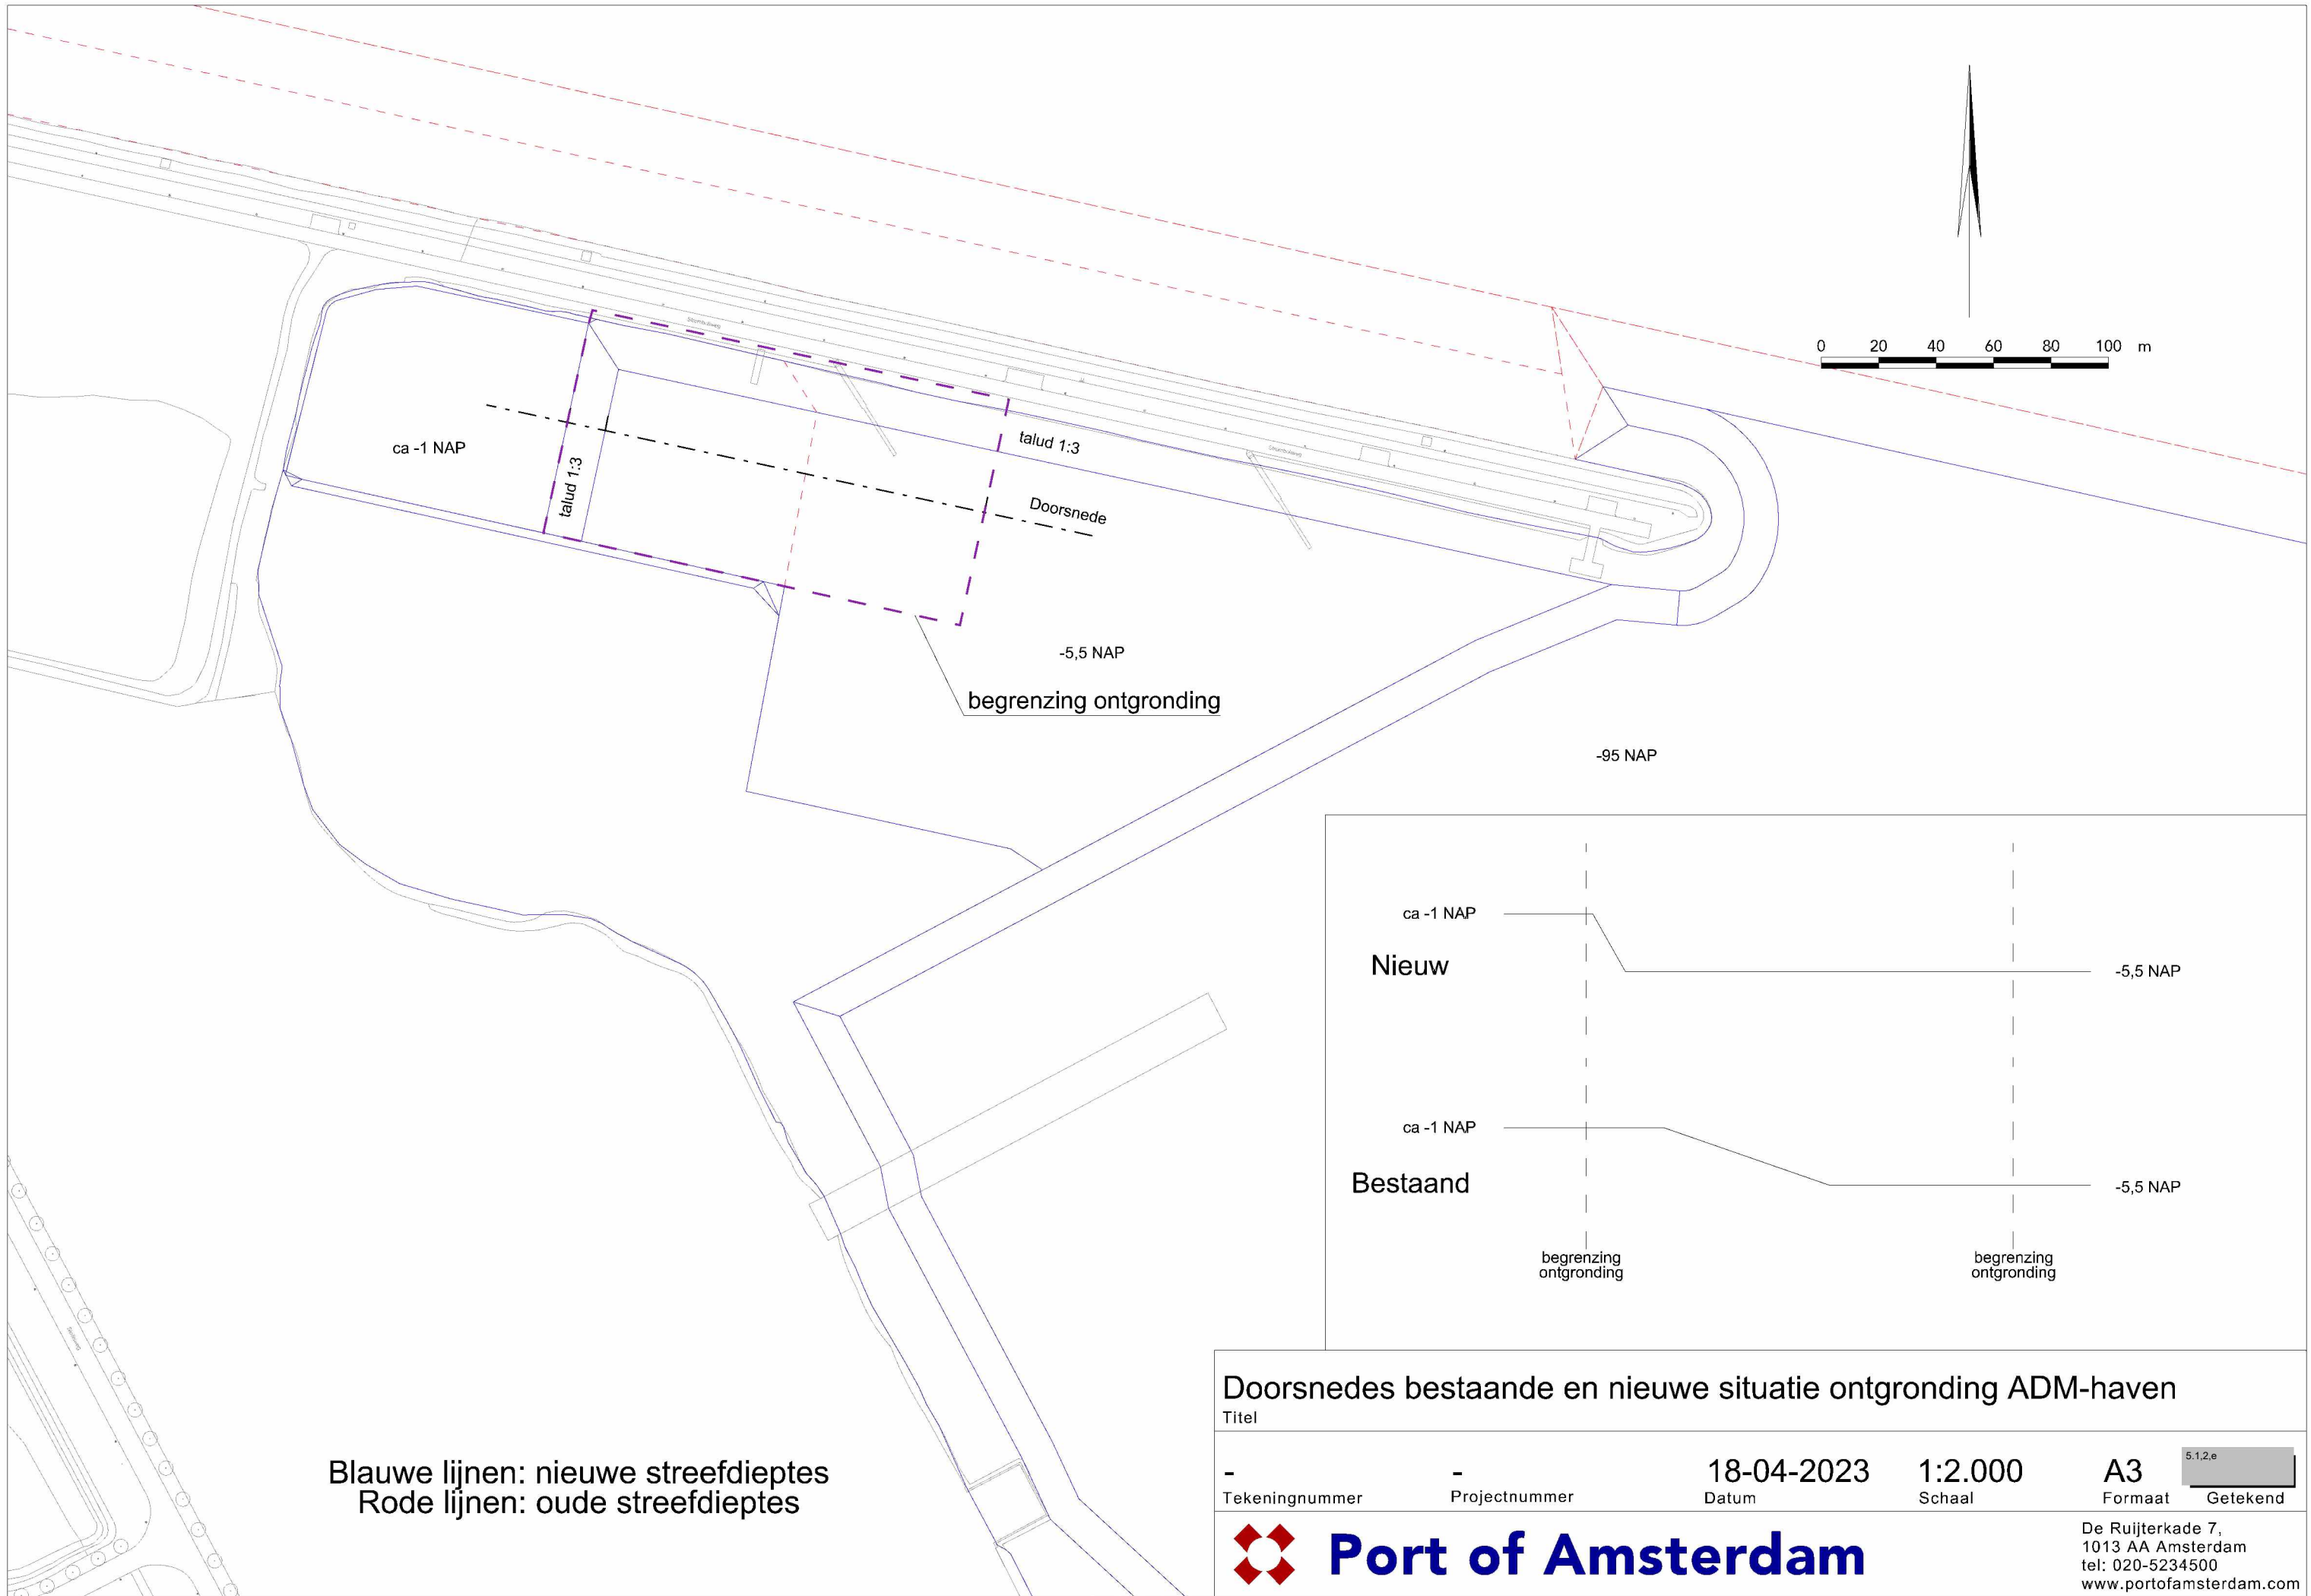 0 20 40 60 80 100 m
ca -1 NAP
talud 1:3
talud 1:3
Doorsnede
-5,5 NAP
begrenzing ontgronding
-95 NAP
ca -1 NAP
Nieuw
-5,5 NAP
ca -1 NAP
Bestaand
-5,5 NAP
begrenzing
ontgronding
begrenzing
ontgronding
Blauwe lijnen: nieuwe streefdieptes
Rode lijnen: oude streefdieptes
Doorsnedes bestaande en nieuwe situatie ontgronding ADM-haven
Titel
- - 18-04-2023 1:2.000 A3 5.1,2,e
Tekeningnummer Projectnummer Datum Schaal Formaat Getekend
Port of Amsterdam
De Ruijterkade 7,
1013 AA Amsterdam
tel: 020-5234500
www.portofamsterdam.com